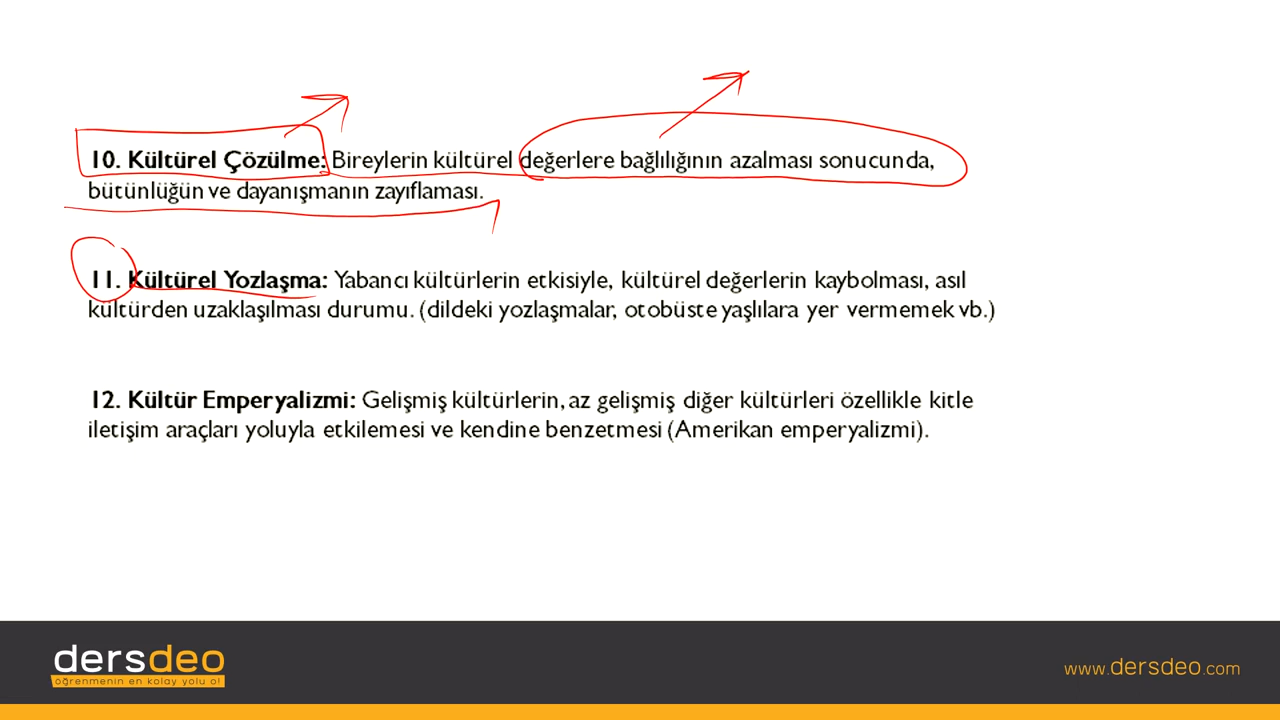 10. Kültürel Çözülme: Bireylerin kültürel değerlere bağlılığının azalması sonucunda,
bütünlüğün ve dayanışmanın zayıflaması.
11. Kültürel Yozlaşma: Yabancı kültürlerin etkisiyle, kültürel değerlerin kaybolması, asıl
kültürden uzaklaşılması durumu. (dildeki yozlaşmalar, otobüste yaşlılara yer vermemek vb.)
12. Kültür Emperyalizmi: Gelişmiş kültürlerin, az gelişmiş diğer kültürleri özellikle kitle
iletişim araçları yoluyla etkilemesi ve kendine benzetmesi (Amerikan emperyalizmi).
dersdeo
öğrenmenin en kolay yolu o!
www.dersdeo.com